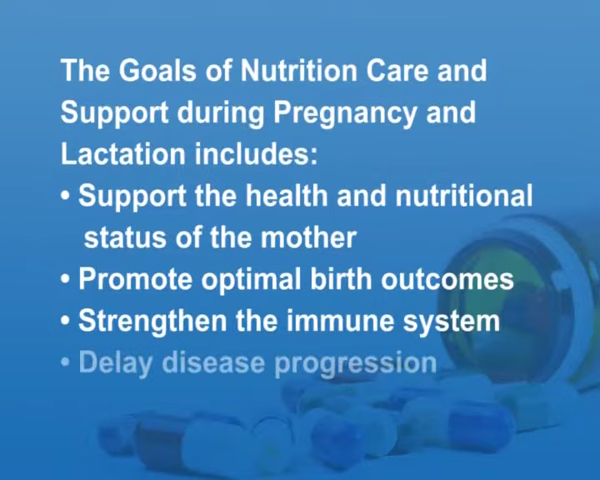 The Goals of Nutrition Care and
Support during Pregnancy and
Lactation includes:
• Support the health and nutritional
status of the mother
• Promote optimal birth outcomes
• Strengthen the immune system
• Delay disease progression